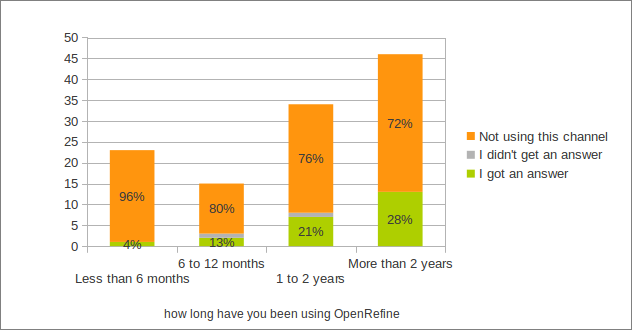 50
45
40
35
30
25
20
15
10
5
0
96%
4%
80%
13%
76%
21%
72%
28%
Not using this channel
I didn't get an answer
I got an answer
Less than 6 months
6 to 12 months
1 to 2 years
More than 2 years
how long have you been using OpenRefine